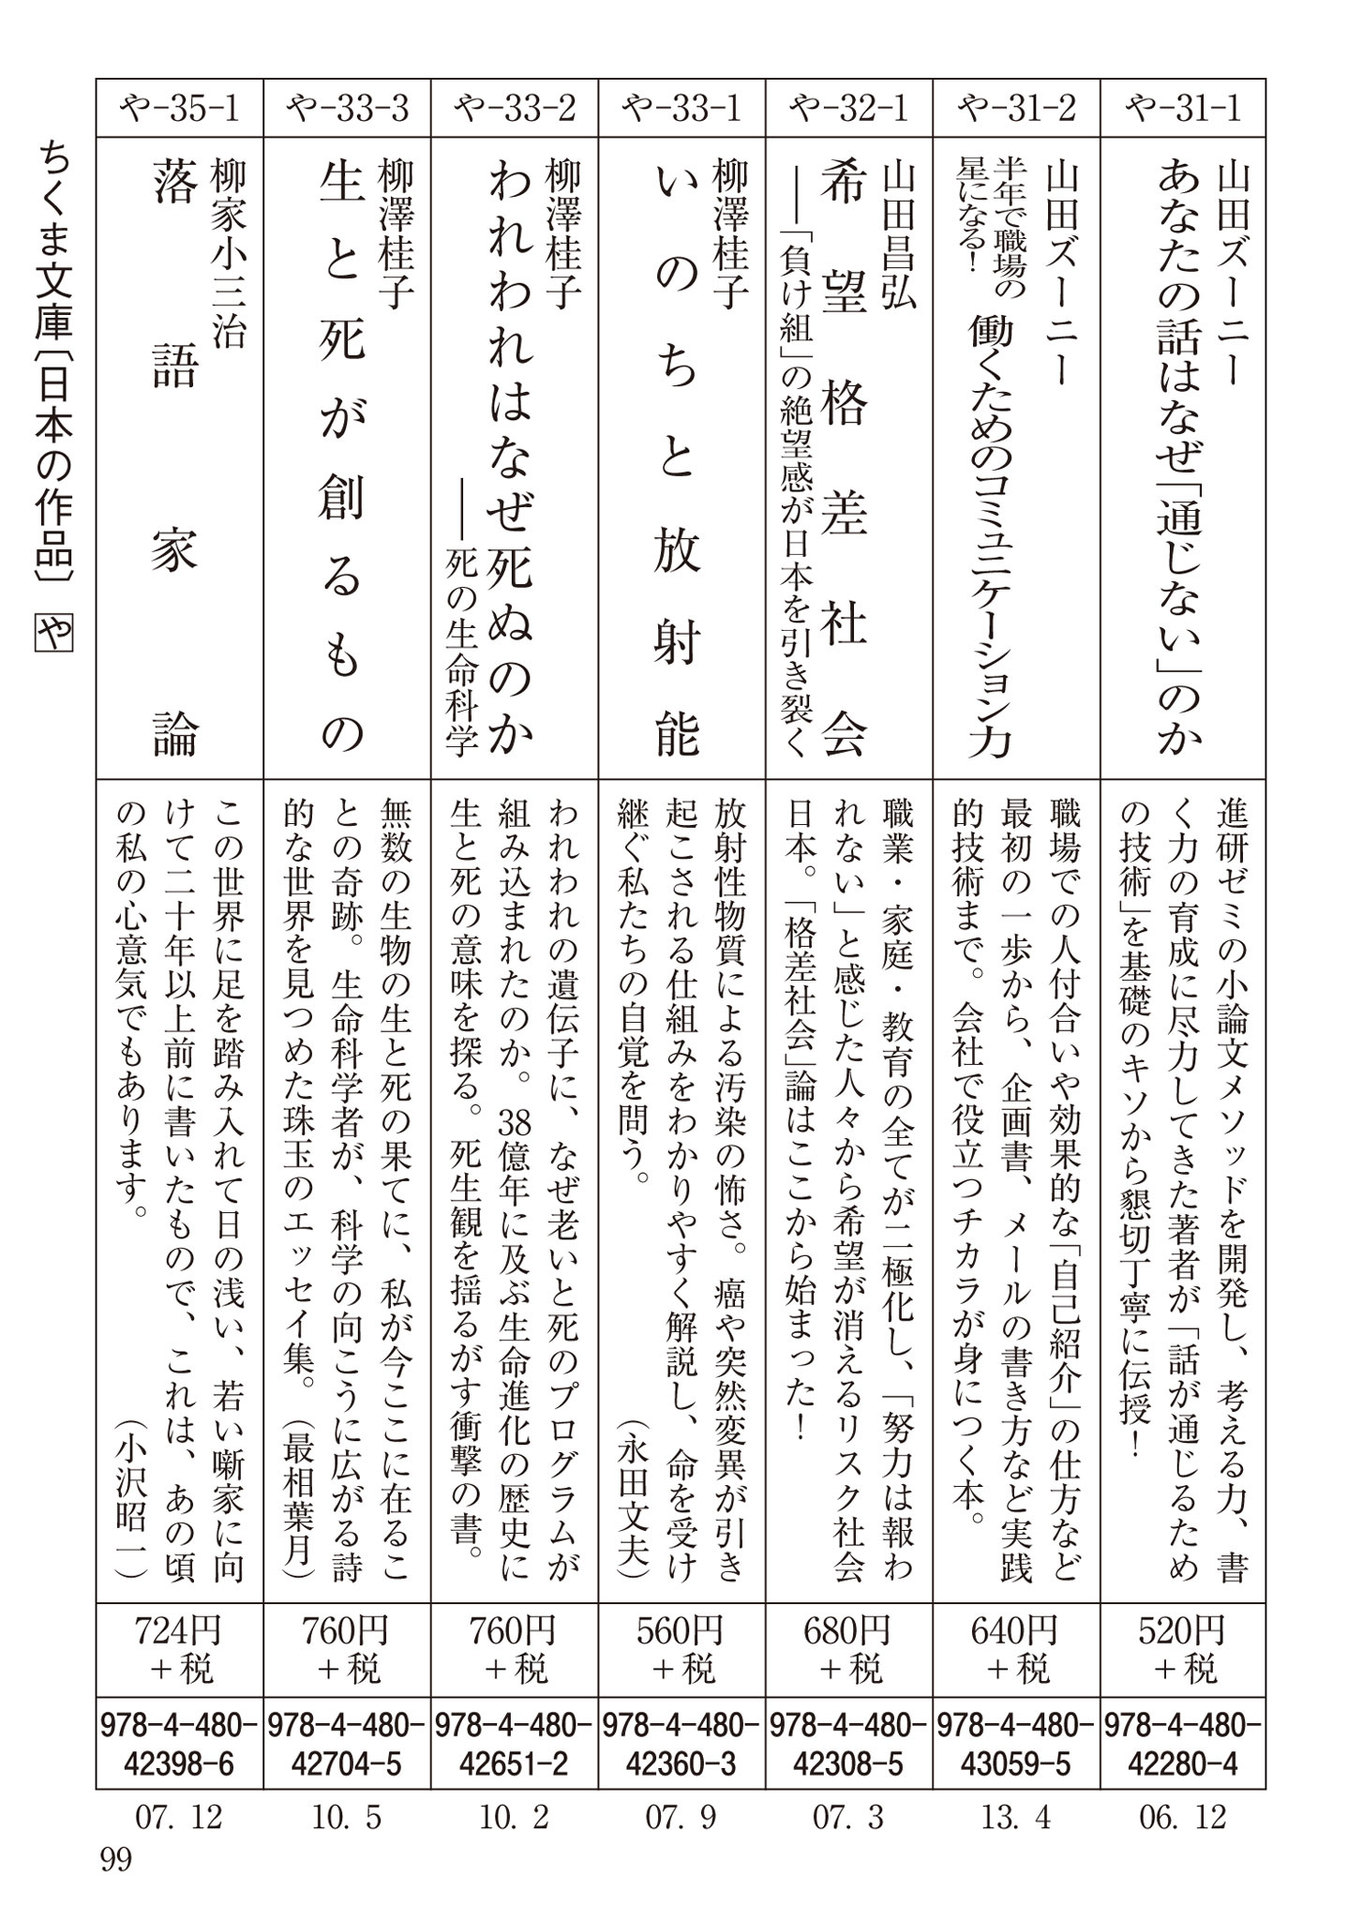 や-31-1
山田ズーニー
あなたの話はなぜ「通じない」のか
進研ゼミの小論文メソッドを開発し、考える力、書
く力の育成に尽力してきた著者が「話が通じるため
の技術」を基礎のキソから懇切丁寧に伝授!
520円
+税
978-4-480-
42280-4
06. 12
や-31-2
山田ズーニー
半年で職場の
星になる!
働くためのコミュニケーション力
職場での人付合いや効果的な「自己紹介」の仕方など
最初の一歩から、企画書、メールの書き方など実践
的技術まで。会社で役立つチカラが身につく本。
640円
+税
978-4-480-
43059-5
13. 4
や-32-1
山田昌弘
希望格差社会
――「負け組」の絶望感が日本を引き裂く
職業・家庭・教育の全てが二極化し、「努力は報わ
れない」と感じた人々から希望が消えるリスク社会
日本。「格差社会」論はここから始まった!
680円
+税
978-4-480-
42308-5
07. 3
や-33-1
柳澤桂子
いのちと放射能
放射性物質による汚染の怖さ。癌や突然変異が引き
起こされる仕組みをわかりやすく解説し、命を受け
継ぐ私たちの自覚を問う。（永田文夫）
560円
+税
978-4-480-
42360-3
07. 9
や-33-2
柳澤桂子
われわれはなぜ死ぬのか
――死の生命科学
われわれの遺伝子に、なぜ老いと死のプログラムが
組み込まれたのか。38億年に及ぶ生命進化の歴史に
生と死の意味を探る。死生観を揺るがす衝撃の書。
760円
+税
978-4-480-
42651-2
10. 2
や-33-3
柳澤桂子
生と死が創るもの
無数の生物の生と死の果てに、私が今ここに在るこ
との奇跡。生命科学者が、科学の向こうに広がる詩
的な世界を見つめた珠玉のエッセイ集。（最相葉月）
760円
+税
978-4-480-
42704-5
10. 5
や-35-1
柳家小三治
落語家論
この世界に足を踏み入れて日の浅い、若い噺家に向
けて二十年以上前に書いたもので、これは、あの頃
の私の心意気でもあります。（小沢昭一）
724円
+税
978-4-480-
42398-6
07. 12
ちくま文庫〔日本の作品〕 や
99